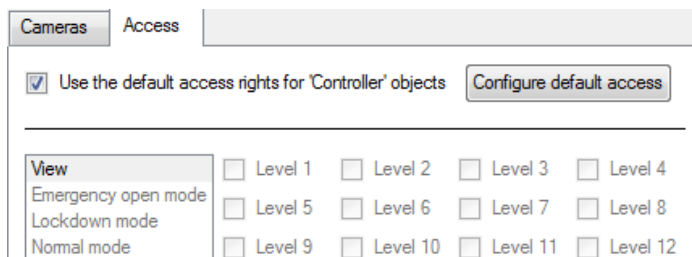 Cameras Access
Use the default access rights for 'Controller' objects Configure default access
View Level 1 Level 2 Level 3 Level 4
Emergency open mode
Level 5 Level 6 Level 7 Level 8
Lockdown mode
Normal mode Level 9 Level 10 Level 11 Level 12